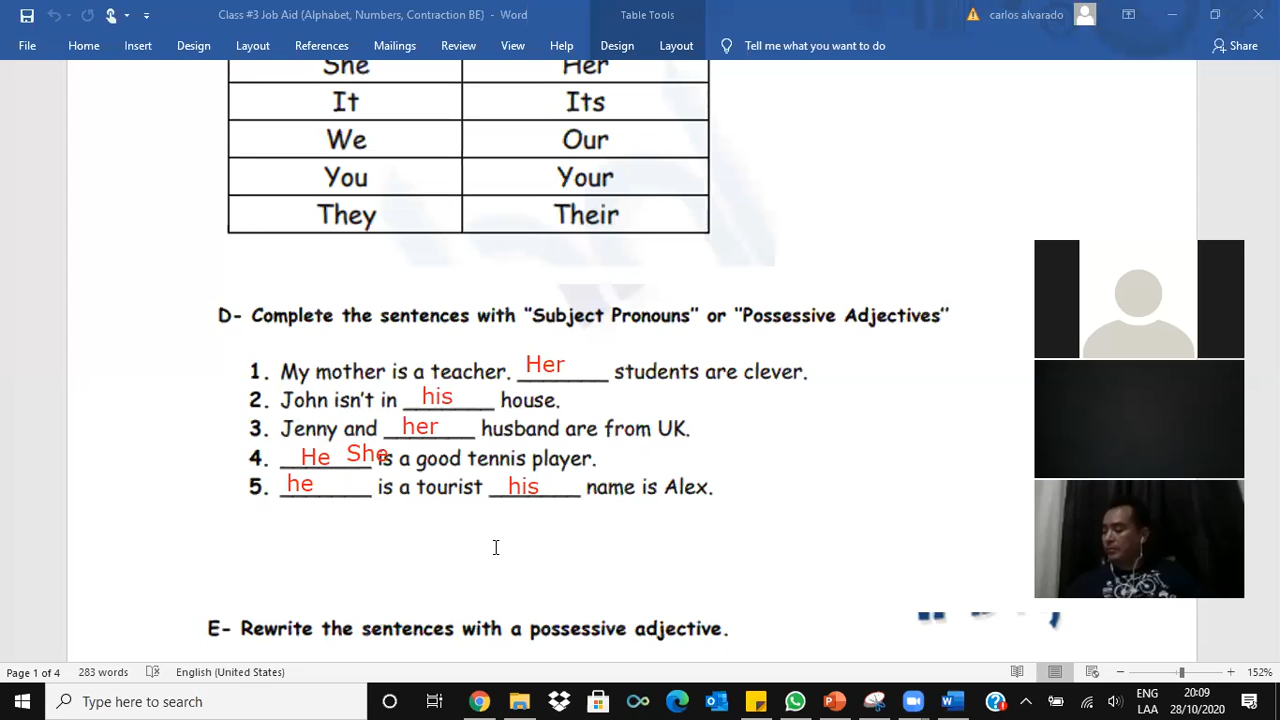 Class #3 Job Aid (Alphabet, Numbers, Contraction BE) - Word
Table Tools
carlos alvarado
File Home Insert Design Layout References Mailings Review View Help Design Layout Tell me what you want to do Share
She Her
It Its
We Our
You Your
They Their
D- Complete the sentences with "Subject Pronouns" or "Possessive Adjectives"
1. My mother is a teacher. Her students are clever.
2. John isn't in his house.
3. Jenny and her husband are from UK.
4. He She is a good tennis player.
5. he is a tourist his name is Alex.
E- Rewrite the sentences with a possessive adjective.
Page 1 of 4 283 words English (United States) 152%
Type here to search
ENG 20:09
LAA 28/10/2020